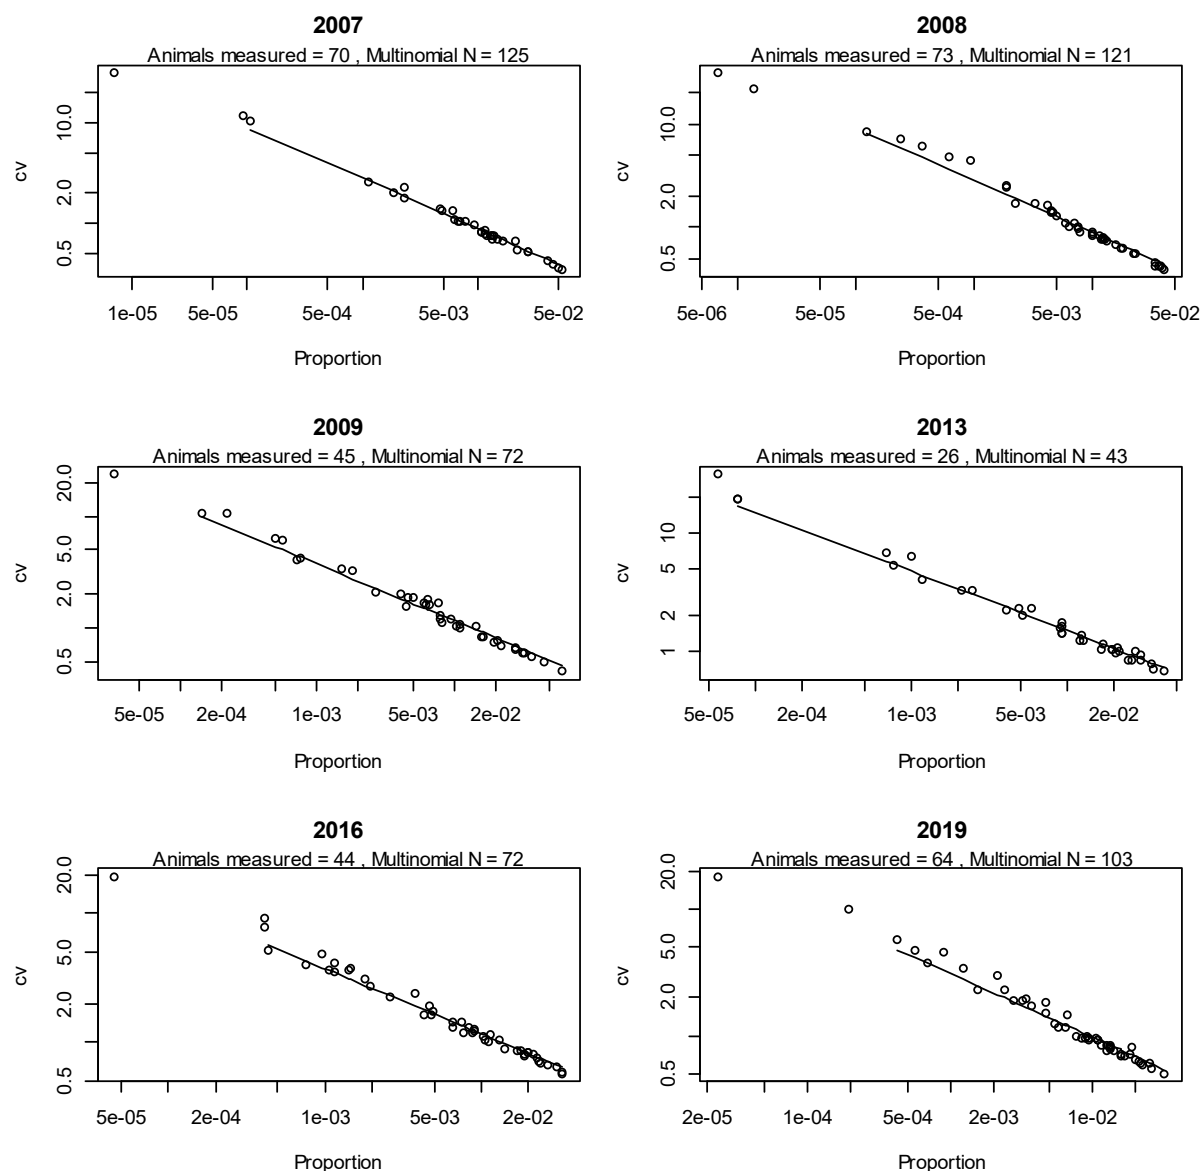 2007
Animals measured = 70 , Multinomial N = 125
cv
0.5 2.0 10.0
1e-05 5e-05 5e-04 5e-03 5e-02
Proportion
2008
Animals measured = 73 , Multinomial N = 121
cv
0.5 2.0 10.0
5e-06 5e-05 5e-04 5e-03 5e-02
Proportion
2009
Animals measured = 45 , Multinomial N = 72
cv
0.5 2.0 5.0 20.0
5e-05 2e-04 1e-03 5e-03 2e-02
Proportion
2013
Animals measured = 26 , Multinomial N = 43
cv
1 2 5 10
5e-05 2e-04 1e-03 5e-03 2e-02
Proportion
2016
Animals measured = 44 , Multinomial N = 72
cv
0.5 2.0 5.0 20.0
5e-05 2e-04 1e-03 5e-03 2e-02
Proportion
2019
Animals measured = 64 , Multinomial N = 103
cv
0.5 2.0 5.0 20.0
2e-05 1e-04 5e-04 2e-03 1e-02
Proportion